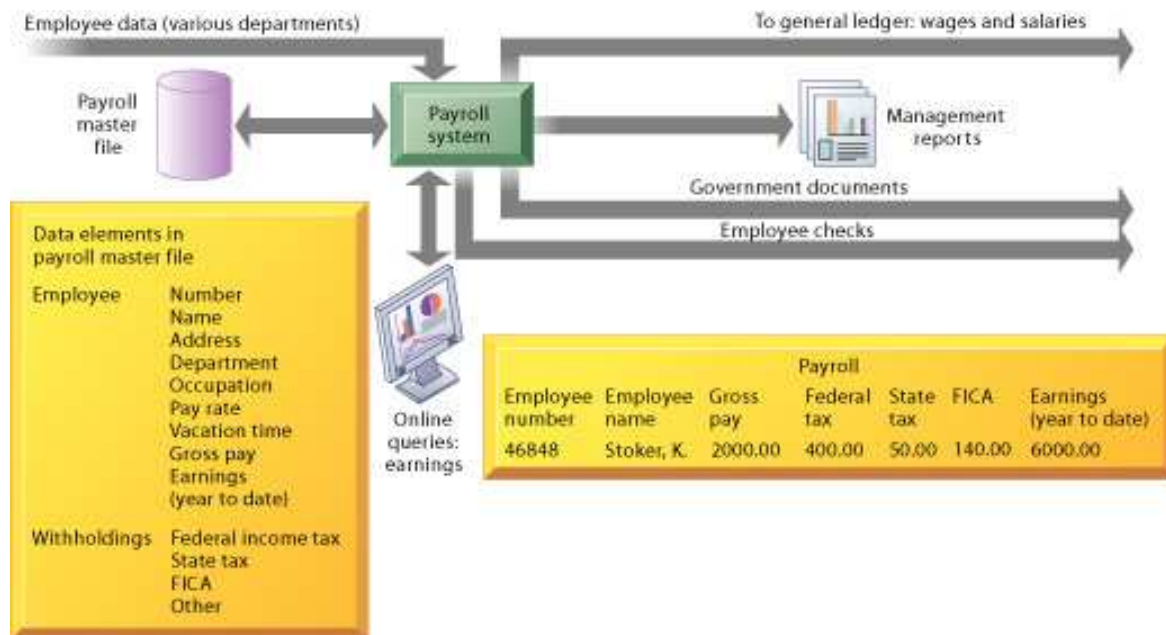 Employee data (various departments)
To general ledger: wages and salaries
Payroll
master
file
Payroll
system
Management
reports
Government documents
Employee checks
Data elements in
payroll master file
Employee Number
Name
Address
Department
Occupation
Pay rate
Vacation time
Gross pay
Earnings
(year to date)
Withholdings Federal income tax
State tax
FICA
Other
Online
queries:
earnings
Payroll
Employee Employee Gross Federal State FICA Earnings
number name pay tax tax (year to date)
46848 Stoker, K. 2000.00 400.00 50.00 140.00 6000.00